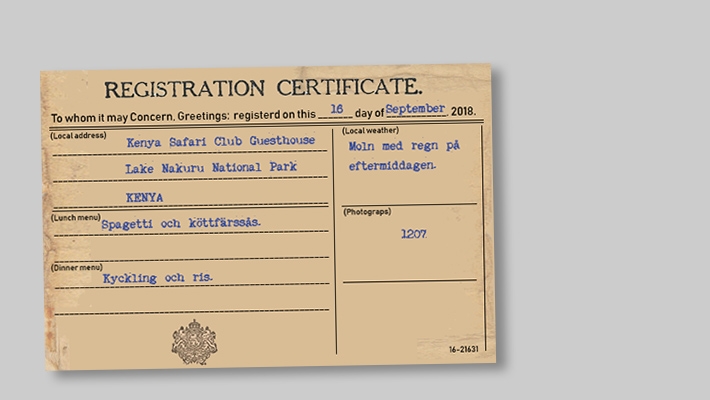 REGISTRATION CERTIFICATE.
To whom it may Concern, Greetings: registerd on this 16 day of September 2018.
(Local address)
Kenya Safari Club Guesthouse
Lake Nakuru National Park
KENYA
(Lunch menu)
Spagetti och köttfärssås.
(Dinner menu)
Kyckling och ris.
(Local weather)
Moln med regn på
eftermiddagen.
(Photograps)
1207
16-21631